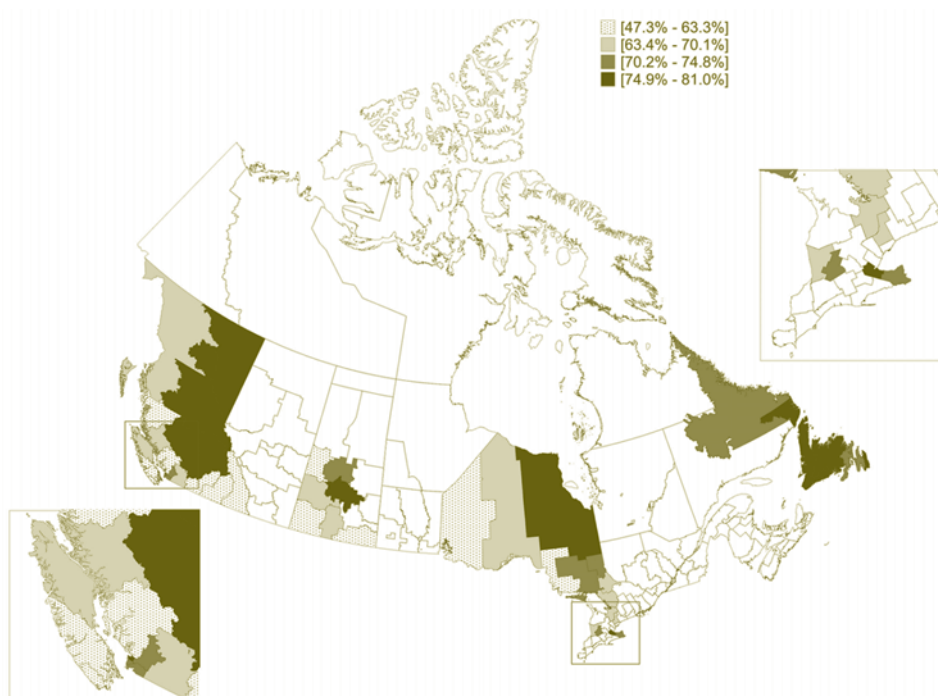 [47.3% - 63.3%]
[63.4% - 70.1%]
[70.2% - 74.8%]
[74.9% - 81.0%]